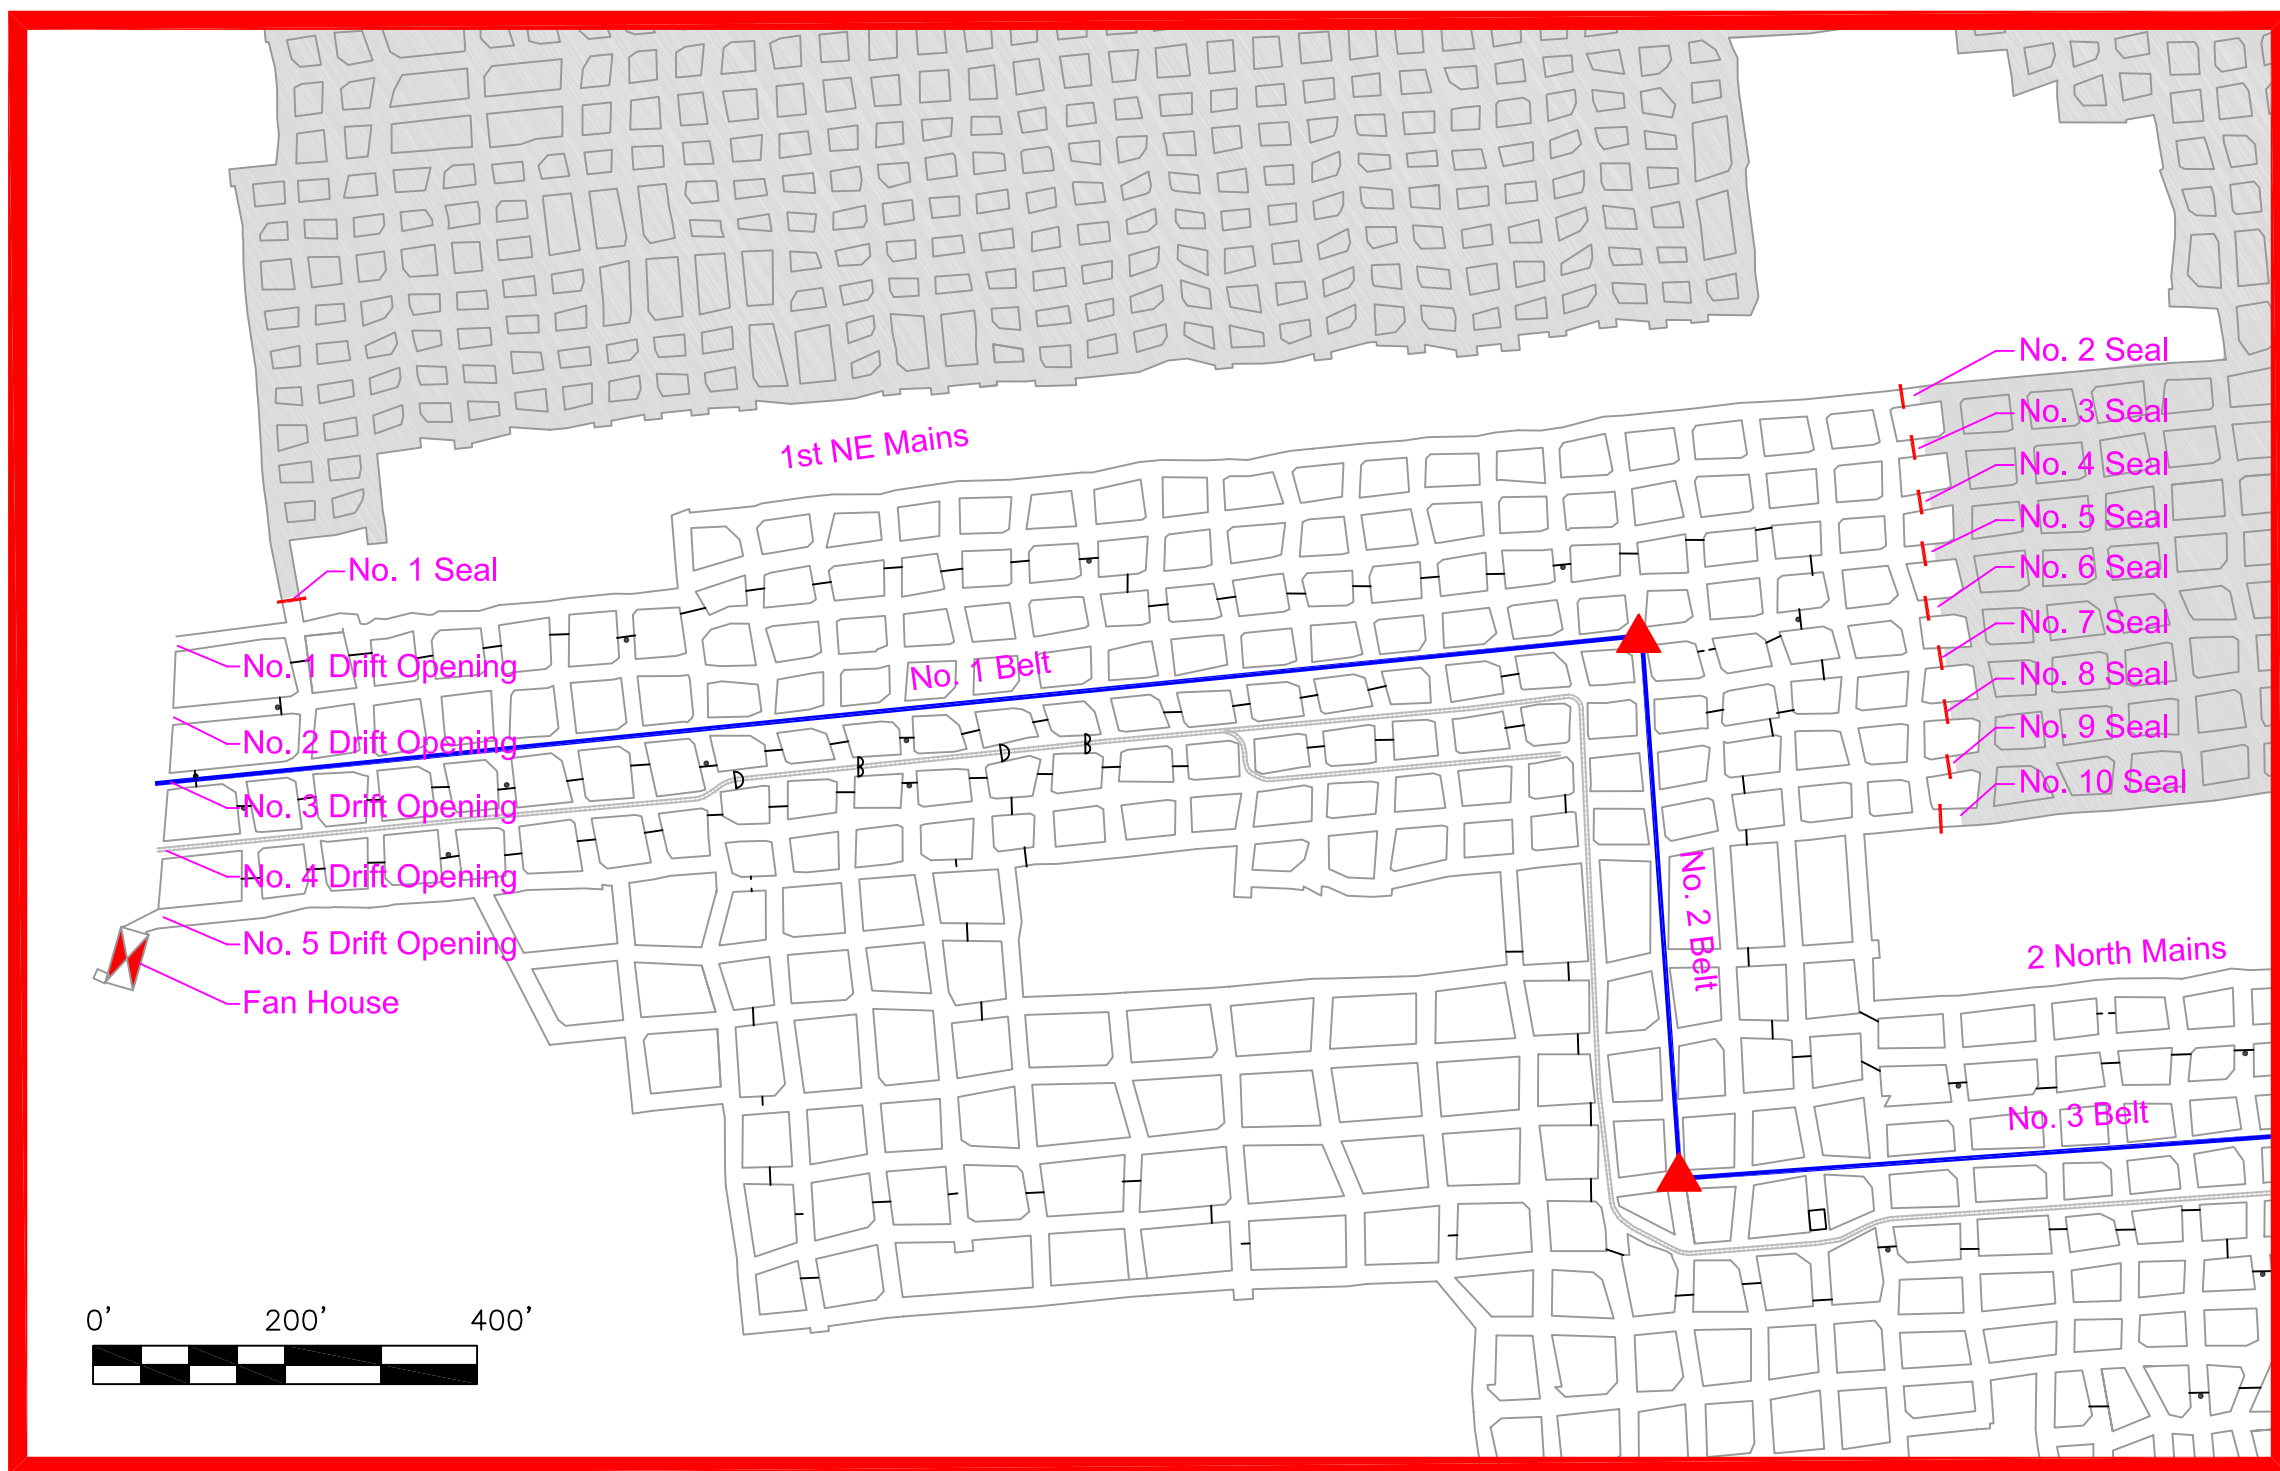 No. 2 Seal
No. 3 Seal
1st NE Mains
No. 4 Seal
No. 5 Seal
No. 1 Seal
No. 6 Seal
No. 7 Seal
No. 1 Drift Opening
No. 1 Belt
No. 8 Seal
No. 9 Seal
No. 2 Drift Opening
No. 10 Seal
No. 3 Drift Opening
No. 4 Drift Opening
No. 2 Belt
No. 5 Drift Opening
2 North Mains
Fan House
No. 3 Belt
0' 200' 400'
D B D B